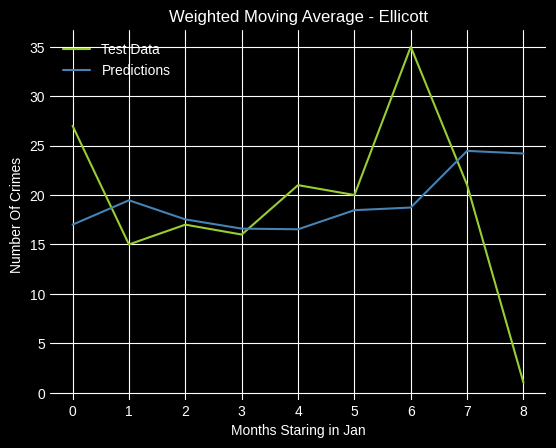 Weighted Moving Average - Ellicott
Test Data
Predictions
Number Of Crimes
35
30
25
20
15
10
5
0
0 1 2 3 4 5 6 7 8
Months Staring in Jan